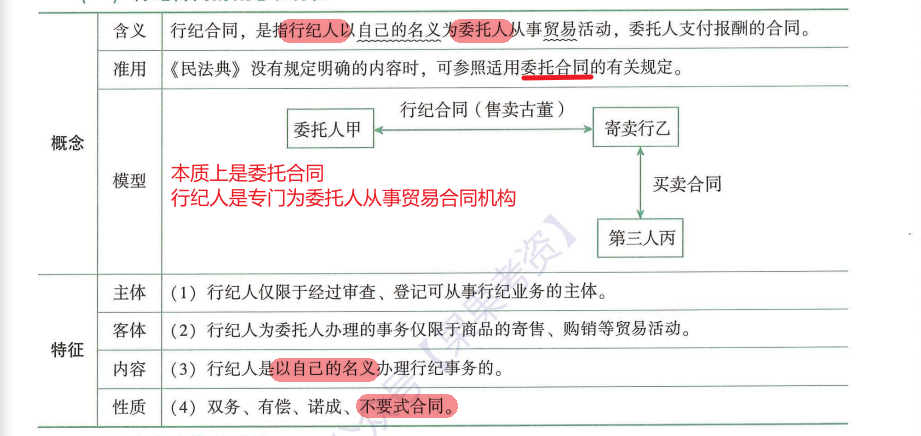 含义 行纪合同，是指行纪人以自己的名义为委托人从事贸易活动，委托人支付报酬的合同。
准用 《民法典》没有规定明确的内容时，可参照适用委托合同的有关规定。
概念
模型
委托人甲
行纪合同（售卖古董）
寄卖行乙
本质上是委托合同
行纪人是专门为委托人从事贸易合同机构
买卖合同
第三人丙
特征
主体 （1）行纪人仅限于经过审查、登记可从事行纪业务的主体。
客体 （2）行纪人为委托人办理的事务仅限于商品的寄售、购销等贸易活动。
内容 （3）行纪人是以自己的名义办理行纪事务的。
性质 （4）双务、有偿、诺成、不要式合同。
公众号【果果考资】